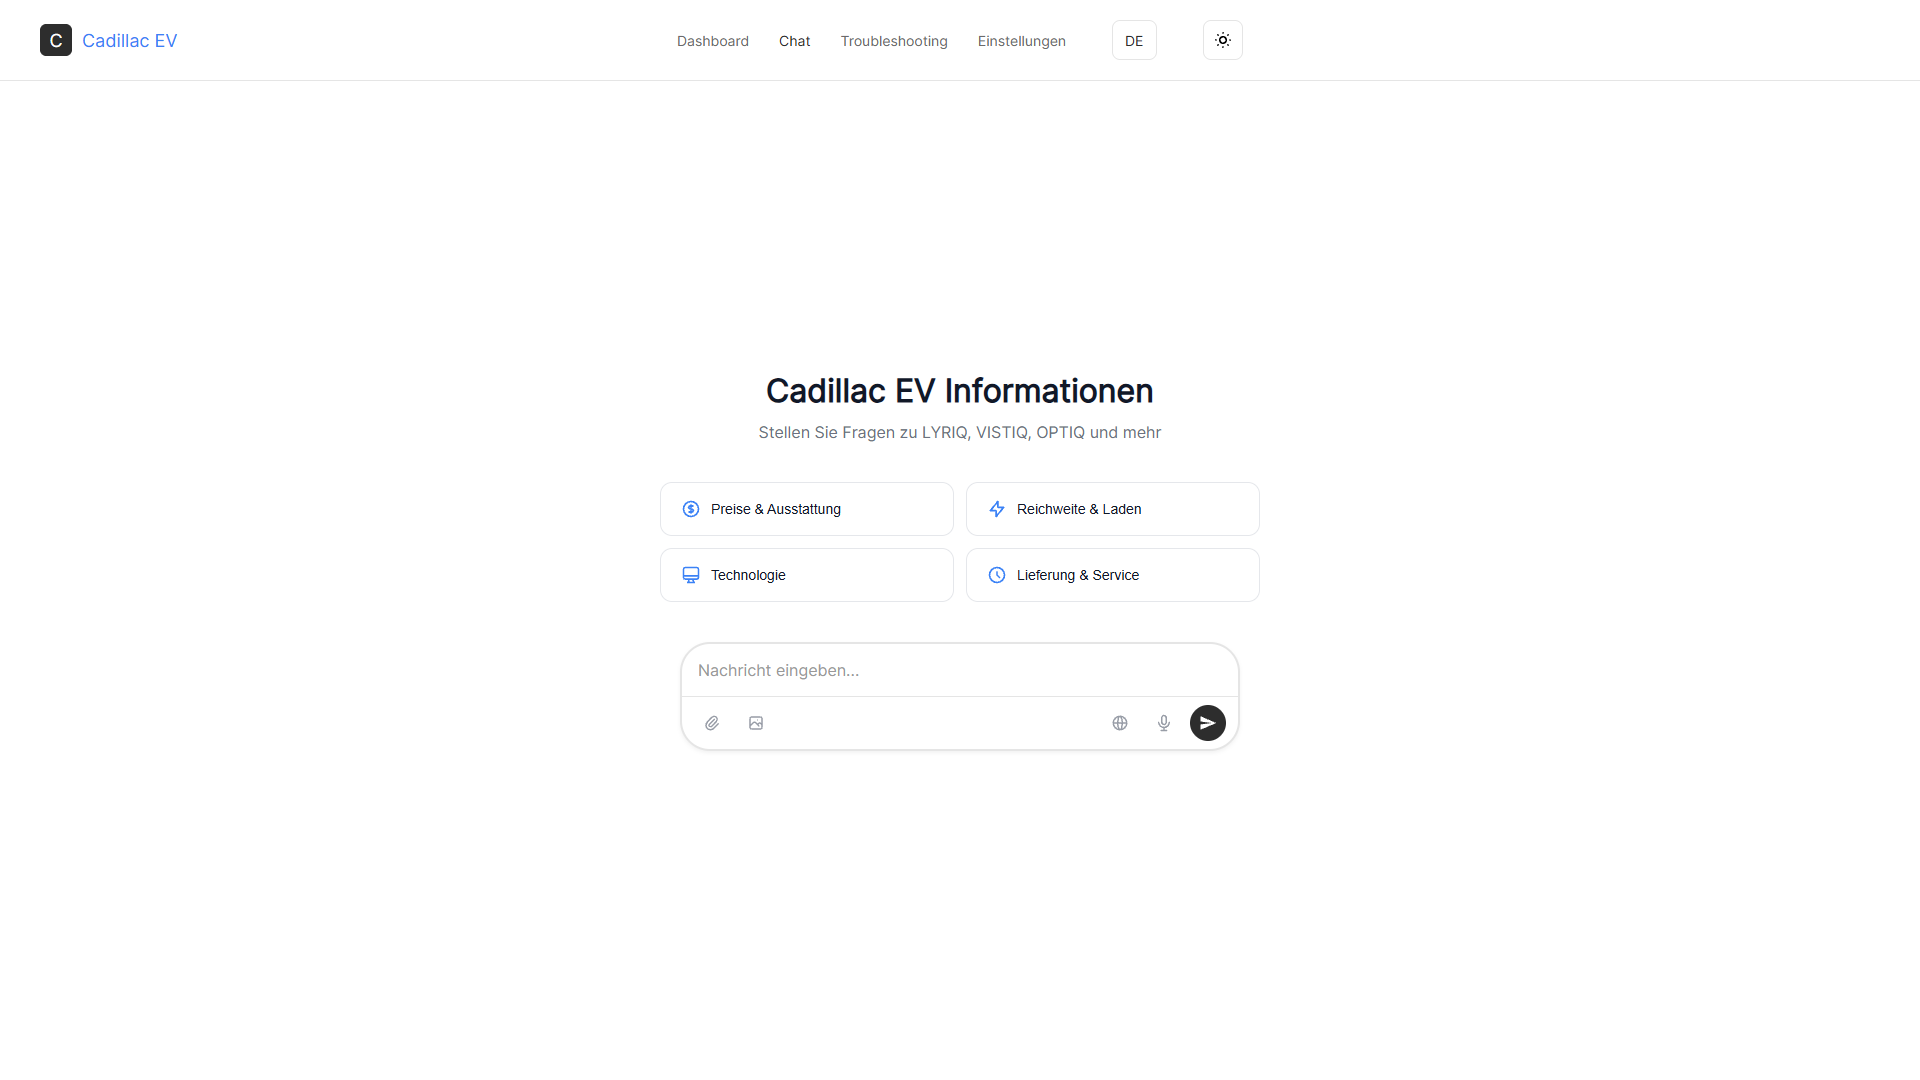 C Cadillac EV
Dashboard Chat Troubleshooting Einstellungen DE
Cadillac EV Informationen
Stellen Sie Fragen zu LYRIQ, VISTIQ, OPTIQ und mehr
Preise & Ausstattung
Reichweite & Laden
Technologie
Lieferung & Service
Nachricht eingeben...